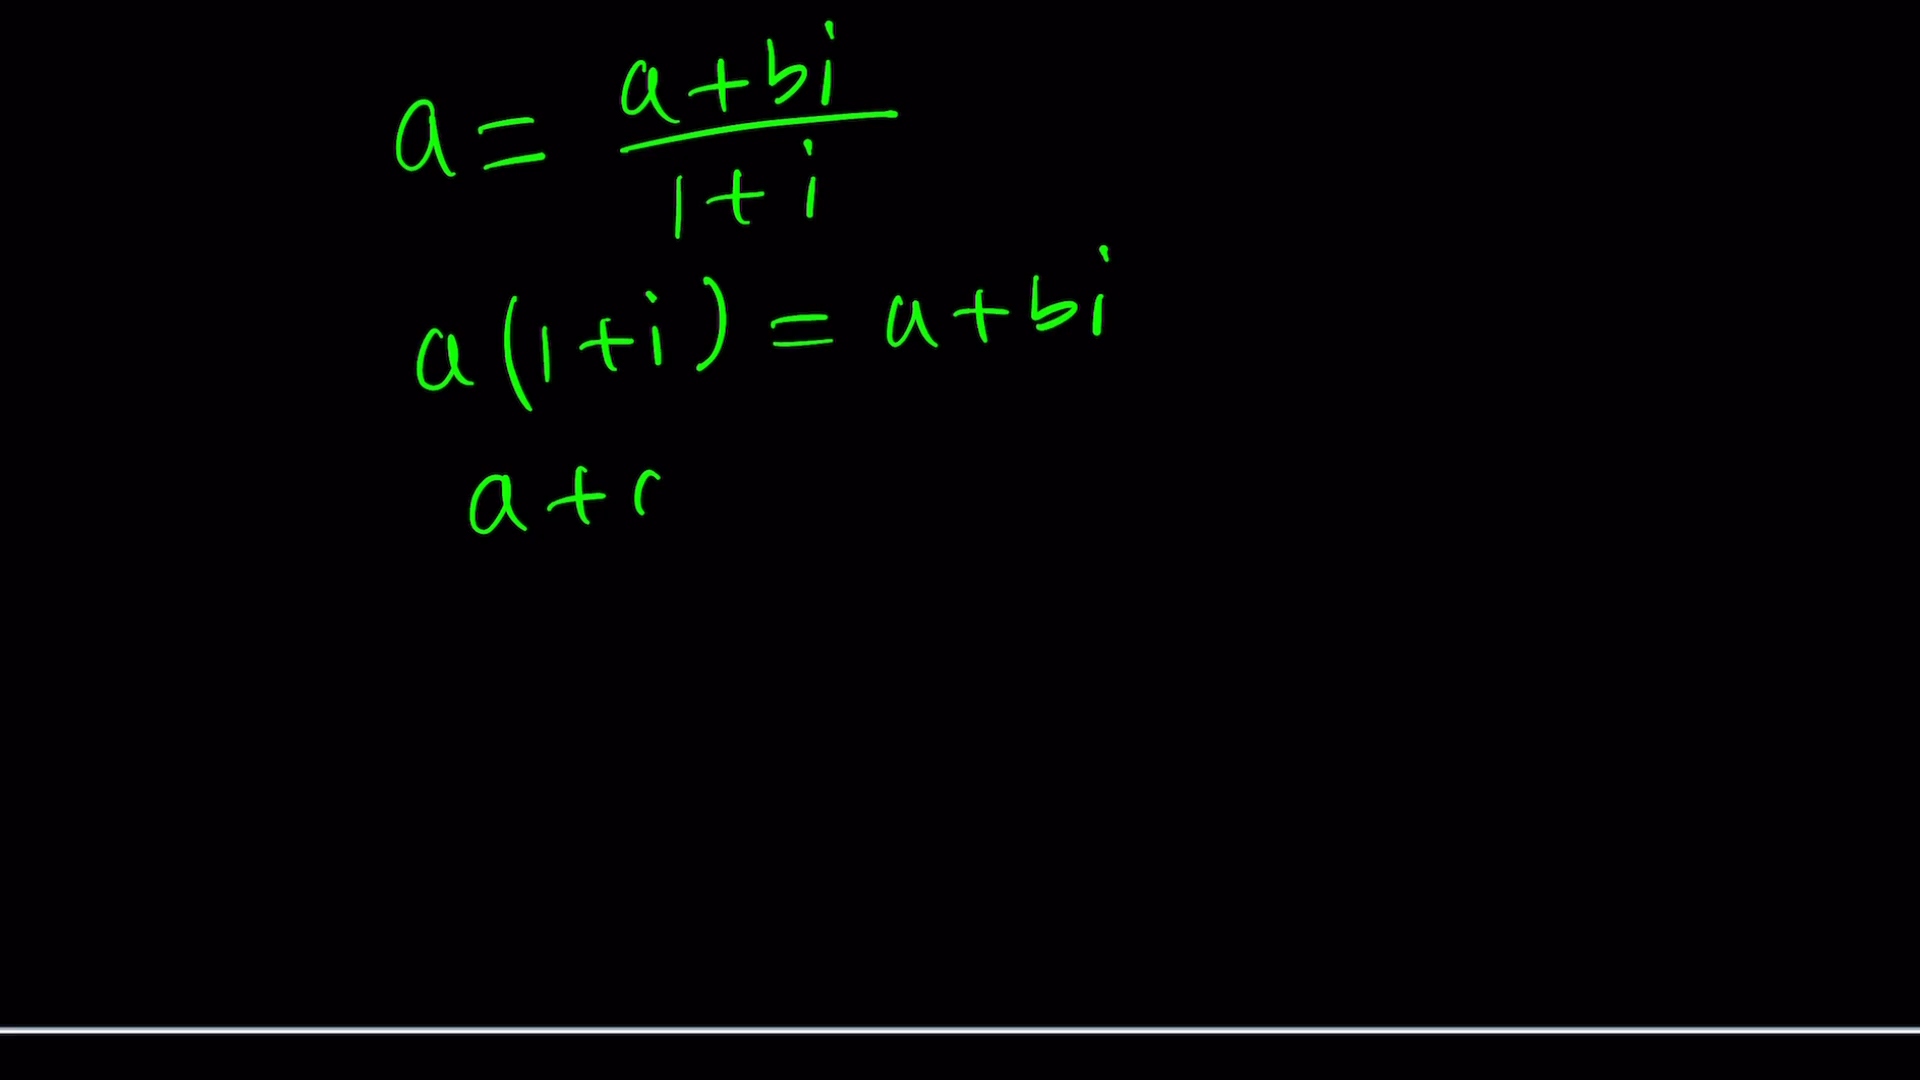 a = (a+bi)/(1+i)
a(1+i) = a+bi
a+